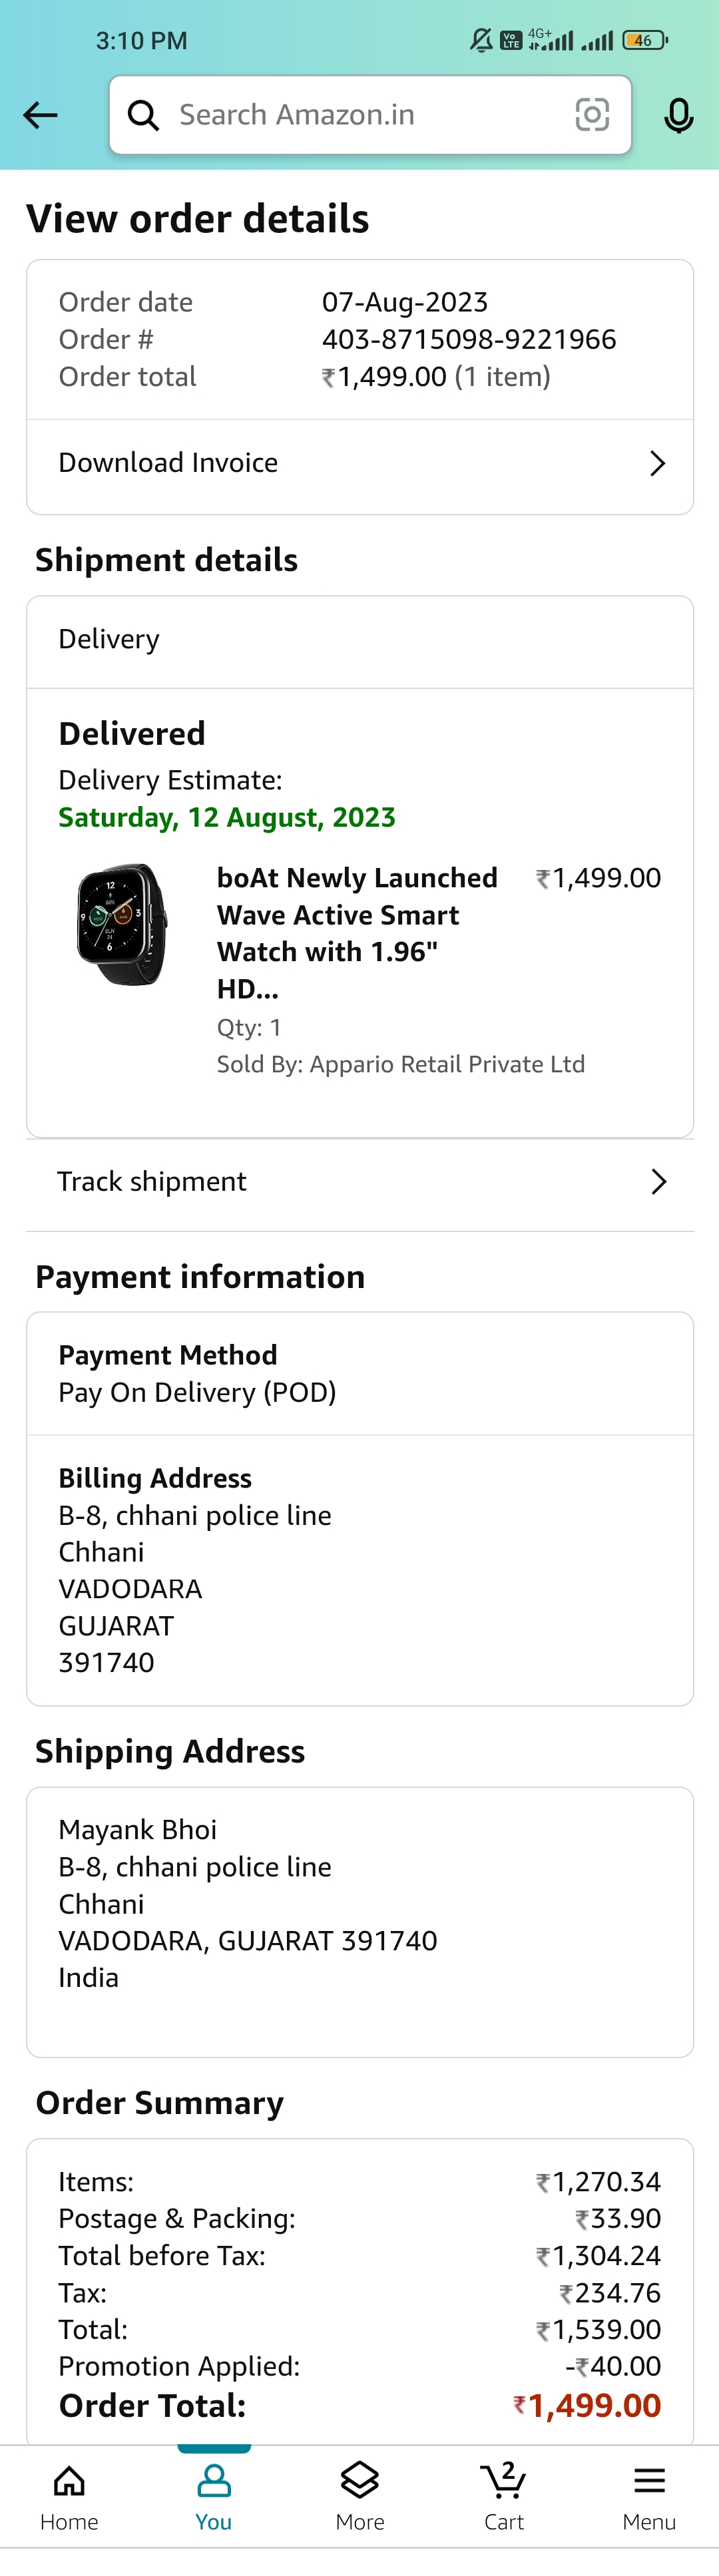 3:10 PM
Vo LTE 4G+ 46
Search Amazon.in
View order details
Order date 07-Aug-2023
Order # 403-8715098-9221966
Order total ₹1,499.00 (1 item)
Download Invoice
Shipment details
Delivery
Delivered
Delivery Estimate:
Saturday, 12 August, 2023
boAt Newly Launched ₹1,499.00
Wave Active Smart
Watch with 1.96"
HD...
Qty: 1
Sold By: Appario Retail Private Ltd
Track shipment
Payment information
Payment Method
Pay On Delivery (POD)
Billing Address
B-8, chhani police line
Chhani
VADODARA
GUJARAT
391740
Shipping Address
Mayank Bhoi
B-8, chhani police line
Chhani
VADODARA, GUJARAT 391740
India
Order Summary
Items: ₹1,270.34
Postage & Packing: ₹33.90
Total before Tax: ₹1,304.24
Tax: ₹234.76
Total: ₹1,539.00
Promotion Applied: -₹40.00
Order Total: ₹1,499.00
2
Home You More Cart Menu